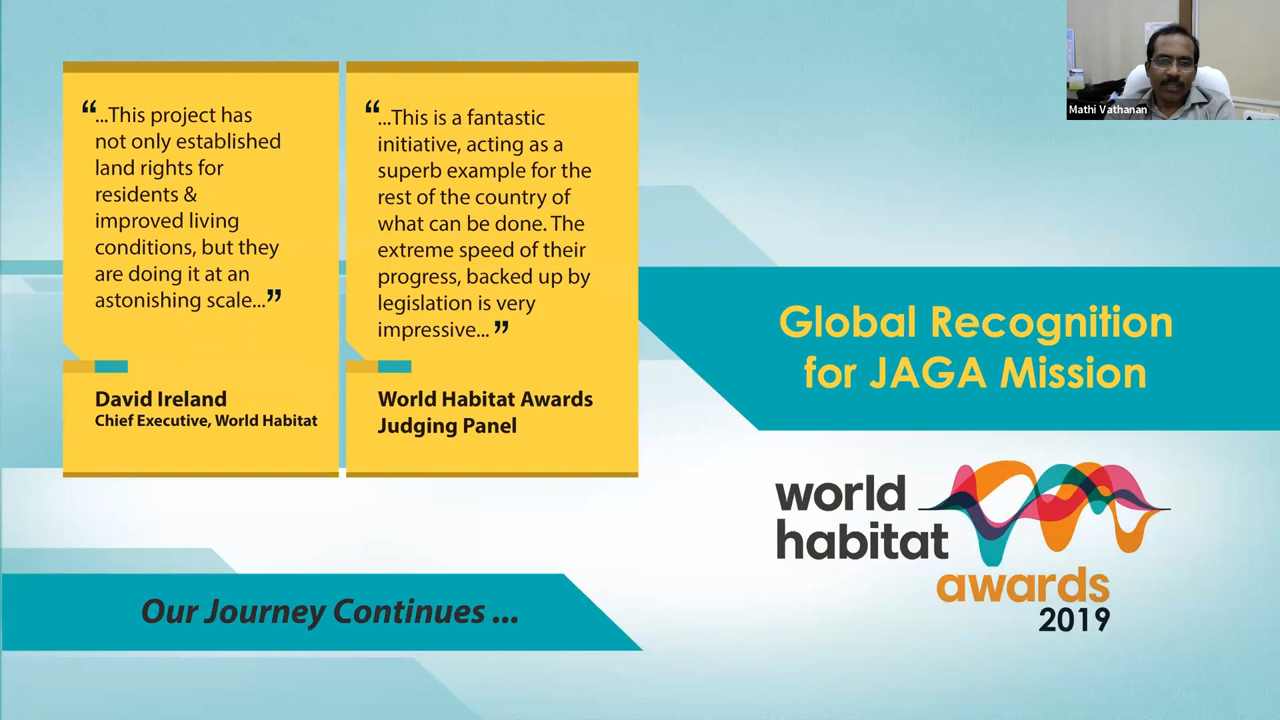 “...This project has
not only established
land rights for
residents &
improved living
conditions, but they
are doing it at an
astonishing scale...”
David Ireland
Chief Executive, World Habitat
“...This is a fantastic
initiative, acting as a
superb example for the
rest of the country of
what can be done. The
extreme speed of their
progress, backed up by
legislation is very
impressive...”
World Habitat Awards
Judging Panel
Mathi Vathanan
Global Recognition
for JAGA Mission
world
habitat
awards
2019
Our Journey Continues ...